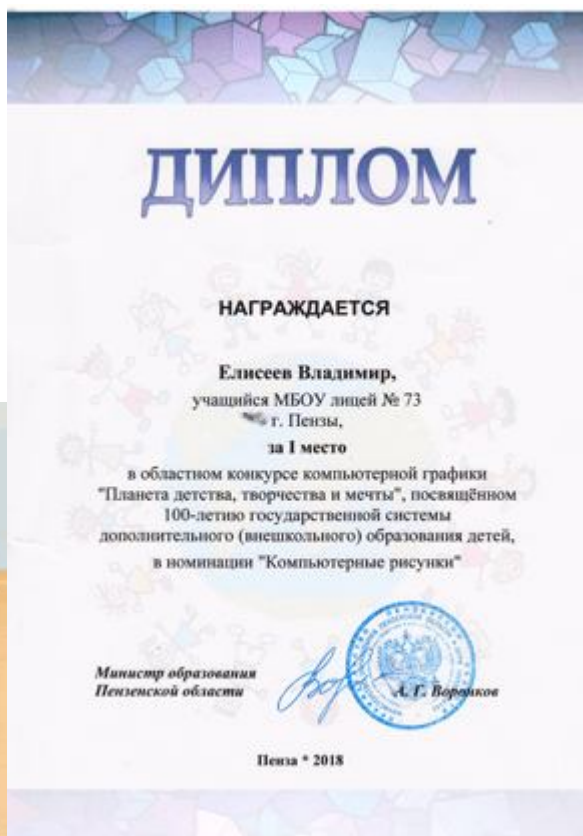 ДИПЛОМ
НАГРАЖДАЕТСЯ
Елисеев Владимир,
учащийся МБОУ лицей № 73
г. Пензы,
за I место
в областном конкурсе компьютерной графики
"Планета детства, творчества и мечты", посвящённом
100-летию государственной системы
дополнительного (внешкольного) образования детей,
в номинации "Компьютерные рисунки"
Министр образования
Пензенской области
А. Г. Воронков
Пенза * 2018